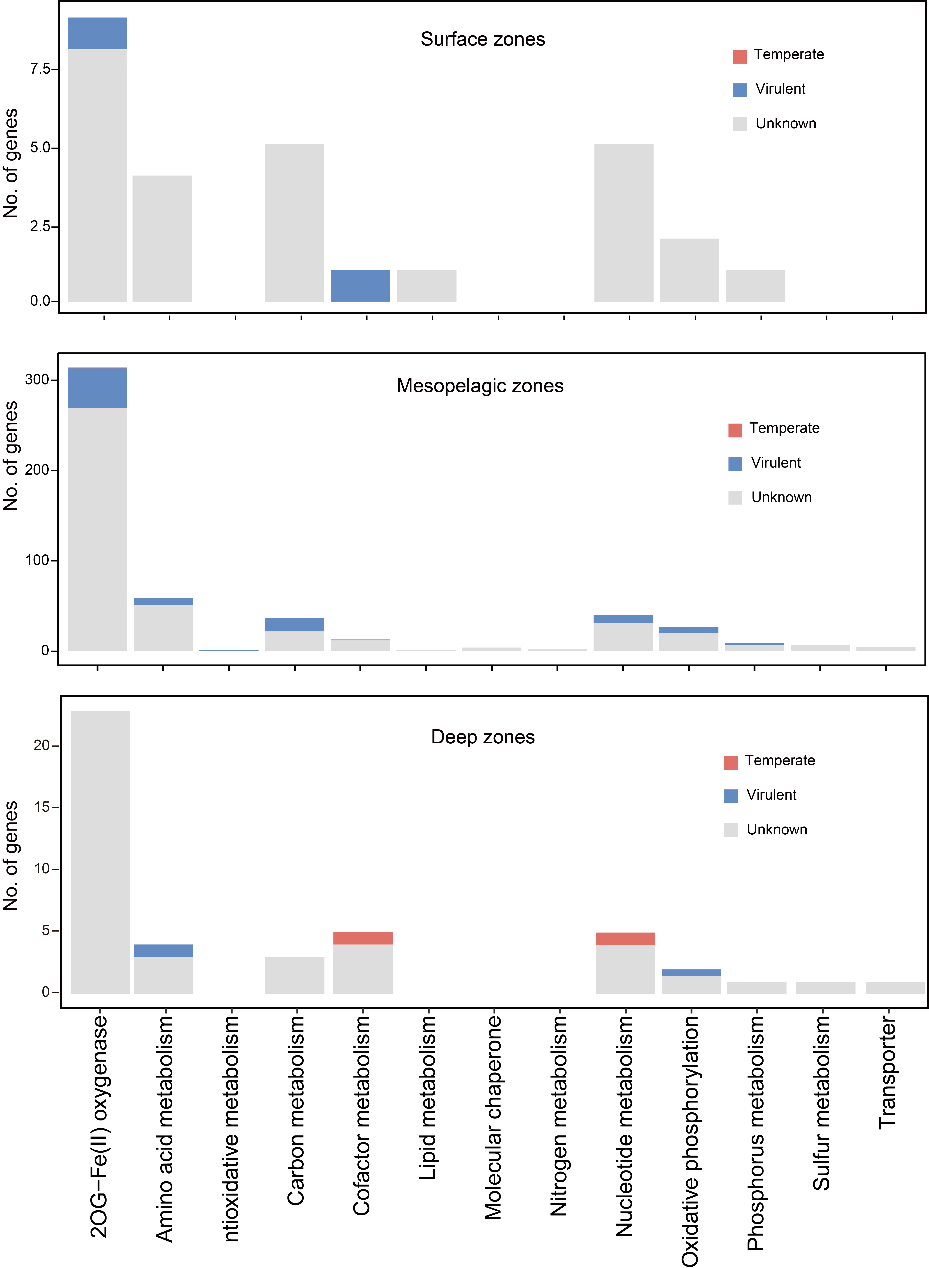 Surface zones
Temperate
Virulent
Unknown
No. of genes
7.5
5.0
2.5
0.0
Mesopelagic zones
Temperate
Virulent
Unknown
No. of genes
300
200
100
0
Deep zones
Temperate
Virulent
Unknown
No. of genes
20
15
10
5
0
2OG−Fe(II) oxygenase
Amino acid metabolism
ntioxidative metabolism
Carbon metabolism
Cofactor metabolism
Lipid metabolism
Molecular chaperone
Nitrogen metabolism
Nucleotide metabolism
Oxidative phosphorylation
Phosphorus metabolism
Sulfur metabolism
Transporter